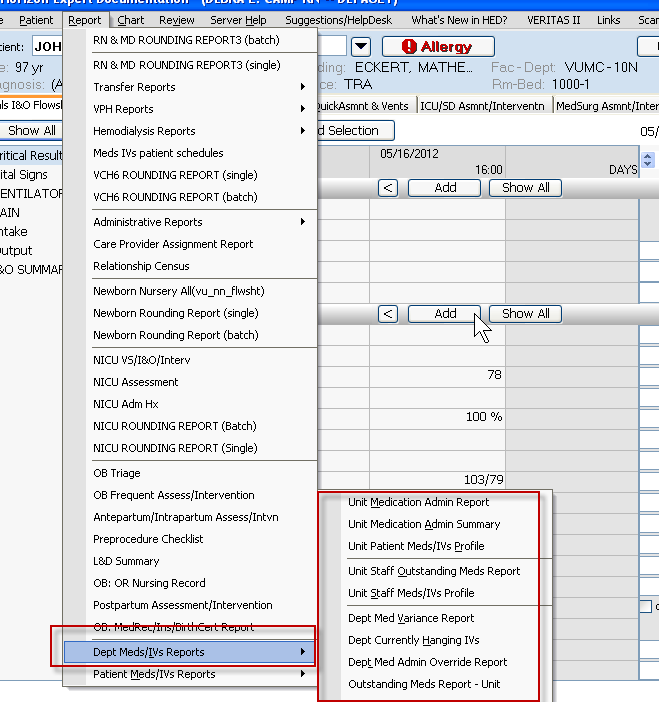 Horizon Expert Documentation
Patient Report Chart Review Server Help Suggestions/HelpDesk What's New in HED? VERITAS II Links Scan
ient: JOH Allergy
e: 97 yr ding: ECKERT, MATHE... Fac-Dept: VUMC-10N
agnosis: (A ce: TRA Rm-Bed: 1000-1
als I&O Flowsh QuickAsmnt & Vents ICU/SD Asmnt/Interventn MedSurg Asmnt/Inter
Show All d Selection 05/
ritical Result 05/16/2012
16:00 DAYS
ital Signs
ENTILATOR < Add Show All
AIN
ntake
utput
&O SUMMAR
< Add Show All
78
100 %
103/79
RN & MD ROUNDING REPORT3 (batch)
RN & MD ROUNDING REPORT3 (single)
Transfer Reports
VPH Reports
Hemodialysis Reports
Meds IVs patient schedules
VCH6 ROUNDING REPORT (single)
VCH6 ROUNDING REPORT (batch)
Administrative Reports
Care Provider Assignment Report
Relationship Census
Newborn Nursery All(vu_nn_flwsht)
Newborn Rounding Report (single)
Newborn Rounding Report (batch)
NICU VS/I&O/Interv
NICU Assessment
NICU Adm Hx
NICU ROUNDING REPORT (Batch)
NICU ROUNDING REPORT (Single)
OB Triage
OB Frequent Assess/Intervention
Antepartum/Intrapartum Assess/Intvn
Preprocedure Checklist
L&D Summary
OB: OR Nursing Record
Postpartum Assessment/Intervention
OB: MedRec/Ins/BirthCert Report
Dept Meds/IVs Reports
Patient Meds/IVs Reports
Unit Medication Admin Report
Unit Medication Admin Summary
Unit Patient Meds/IVs Profile
Unit Staff Outstanding Meds Report
Unit Staff Meds/IVs Profile
Dept Med Variance Report
Dept Currently Hanging IVs
Dept Med Admin Override Report
Outstanding Meds Report - Unit